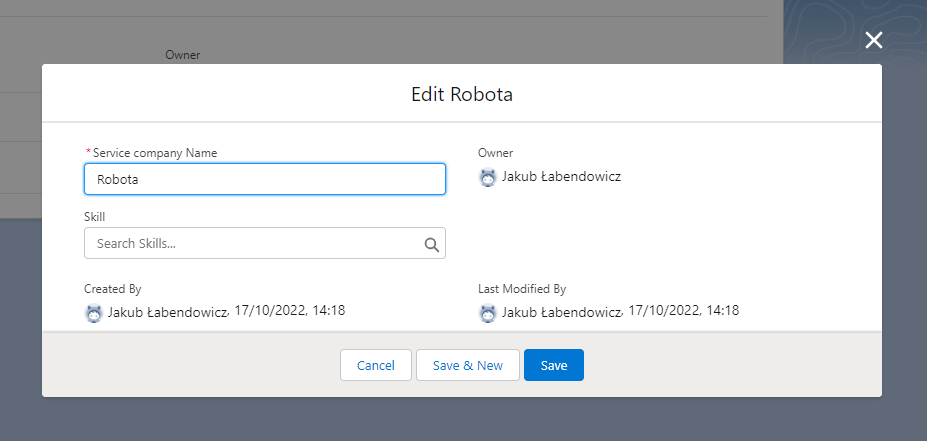 Owner
Edit Robota
*Service company Name
Robota
Owner
Jakub Łabendowicz
Skill
Search Skills...
Created By
Jakub Łabendowicz, 17/10/2022, 14:18
Last Modified By
Jakub Łabendowicz, 17/10/2022, 14:18
Cancel
Save & New
Save